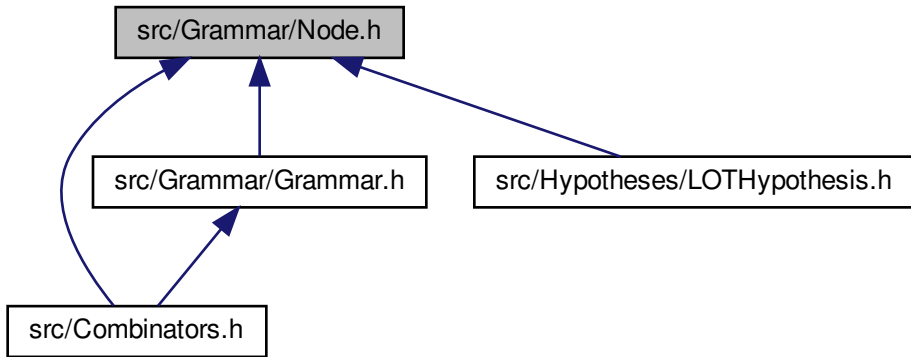 src/Grammar/Node.h
src/Grammar/Grammar.h
src/Hypotheses/LOTHypothesis.h
src/Combinators.h